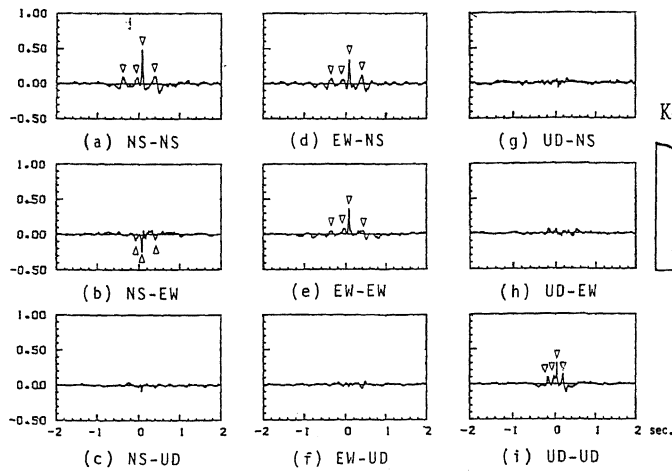 1.00
0.50
0.00
-0.50
(a) NS-NS
(d) EW-NS
(g) UD-NS
K
1.00
0.50
0.00
-0.50
(b) NS-EW
(e) EW-EW
(h) UD-EW
1.00
0.50
0.00
-0.50
-2 -1 0 1 2 -2 -1 0 1 2 -2 -1 0 1 2 sec.
(c) NS-UD
(f) EW-UD
(i) UD-UD